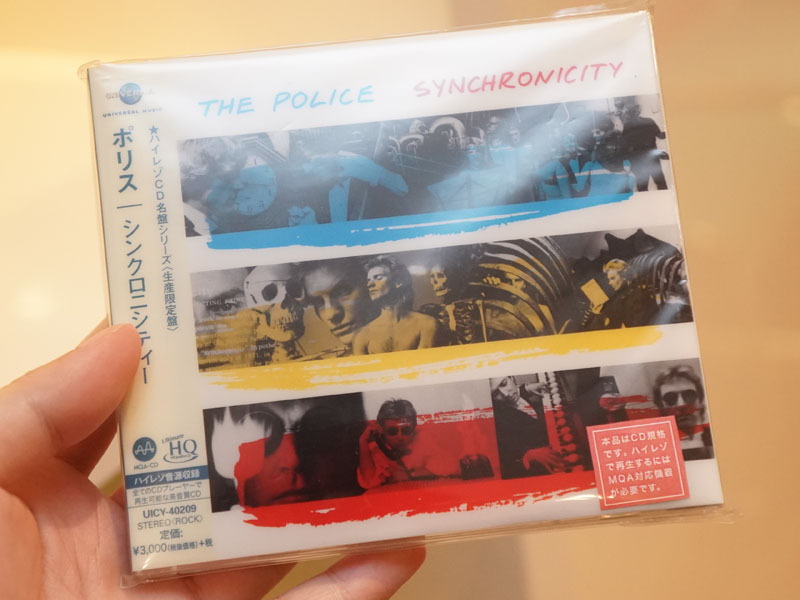 THE POLICE SYNCHRONICITY
UNIVERSAL
UNIVERSAL MUSIC
ポリス | シンクロニシティー
★ハイレゾCD名盤シリーズ〈生産限定盤〉
MQA-CD
Ultimate
HQ
ハイレゾ音源収録
全てのCDプレーヤーで
再生可能な高音質CD
UICY-40209
STEREO〈ROCK〉
定価:
¥3,000(税抜価格)+税
本品はCD規格
です。ハイレゾ
で再生するには
MQA対応機器
が必要です。